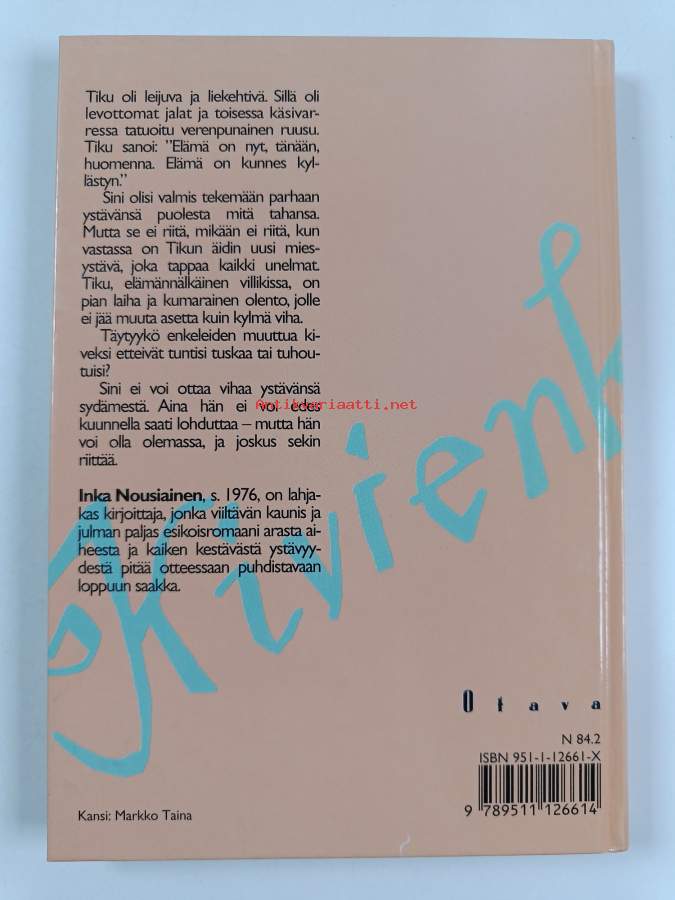 Tiku oli leijuva ja liekehtivä. Sillä oli
levottomat jalat ja toisessa käsivar-
ressa tatuoitu verenpunainen ruusu.
Tiku sanoi: ”Elämä on nyt, tänään,
huomenna. Elämä on kunnes kyl-
lästyn.”
Sini olisi valmis tekemään parhaan
ystävänsä puolesta mitä tahansa.
Mutta se ei riitä, mikään ei riitä, kun
vastassa on Tikun äidin uusi mies-
ystävä, joka tappaa kaikki unelmat.
Tiku, elämännälkäinen villikissa, on
pian laiha ja kumarainen olento, jolle
ei jää muuta asetta kuin kylmä viha.
Täytyykö enkeleiden muuttua ki-
veksi etteivät tuntisi tuskaa tai tuhou-
tuisi?
Sini ei voi ottaa vihaa ystävänsä
sydämestä. Aina hän ei voi edes
kuunnella saati lohduttaa – mutta hän
voi olla olemassa, ja joskus sekin
riittää.
Antikvariaatti.net
Inka Nousiainen, s. 1976, on lahja-
kas kirjoittaja, jonka viiltävän kaunis ja
julman paljas esikoisromaani arasta ai-
heesta ja kaiken kestävästä ystävyy-
destä pitää otteessaan puhdistavaan
loppuun saakka.
Kivienk
Otava
N 84.2
ISBN 951-1-12661-X
9 789511 126614
Kansi: Markko Taina